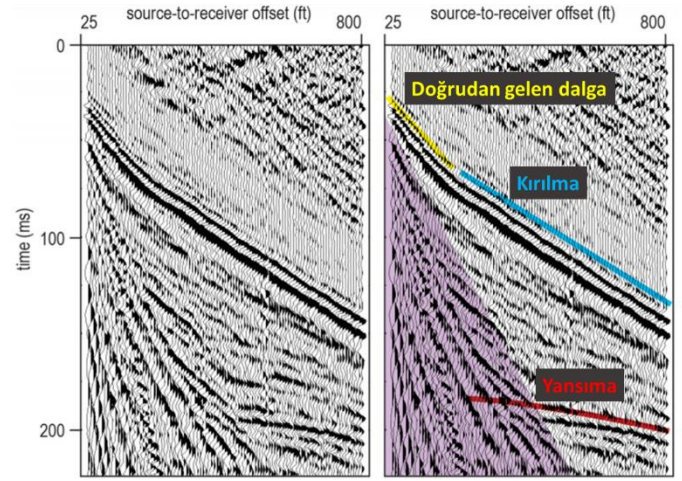 source-to-receiver offset (ft)
25
800
0
100
200
time (ms)
source-to-receiver offset (ft)
25
800
Doğrudan gelen dalga
Kırılma
Yansıma